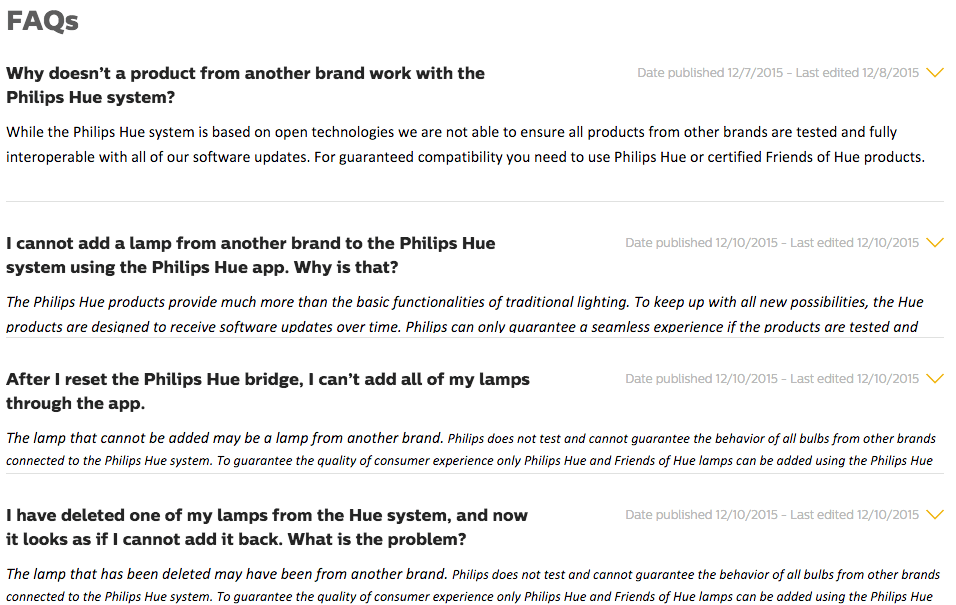 FAQs
Why doesn’t a product from another brand work with the
Philips Hue system?
Date published 12/7/2015 - Last edited 12/8/2015
While the Philips Hue system is based on open technologies we are not able to ensure all products from other brands are tested and fully
interoperable with all of our software updates. For guaranteed compatibility you need to use Philips Hue or certified Friends of Hue products.
I cannot add a lamp from another brand to the Philips Hue
system using the Philips Hue app. Why is that?
Date published 12/10/2015 - Last edited 12/10/2015
The Philips Hue products provide much more than the basic functionalities of traditional lighting. To keep up with all new possibilities, the Hue
products are designed to receive software updates over time. Philips can only guarantee a seamless experience if the products are tested and
After I reset the Philips Hue bridge, I can’t add all of my lamps
through the app.
Date published 12/10/2015 - Last edited 12/10/2015
The lamp that cannot be added may be a lamp from another brand. Philips does not test and cannot guarantee the behavior of all bulbs from other brands
connected to the Philips Hue system. To guarantee the quality of consumer experience only Philips Hue and Friends of Hue lamps can be added using the Philips Hue
I have deleted one of my lamps from the Hue system, and now
it looks as if I cannot add it back. What is the problem?
Date published 12/10/2015 - Last edited 12/10/2015
The lamp that has been deleted may have been from another brand. Philips does not test and cannot guarantee the behavior of all bulbs from other brands
connected to the Philips Hue system. To guarantee the quality of consumer experience only Philips Hue and Friends of Hue lamps can be added using the Philips Hue